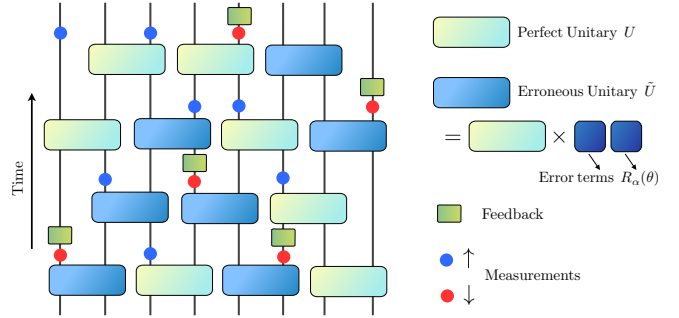 Time
Perfect Unitary U
Erroneous Unitary Ũ
= ×
Error terms R_α(θ)
Feedback
↑
Measurements
↓